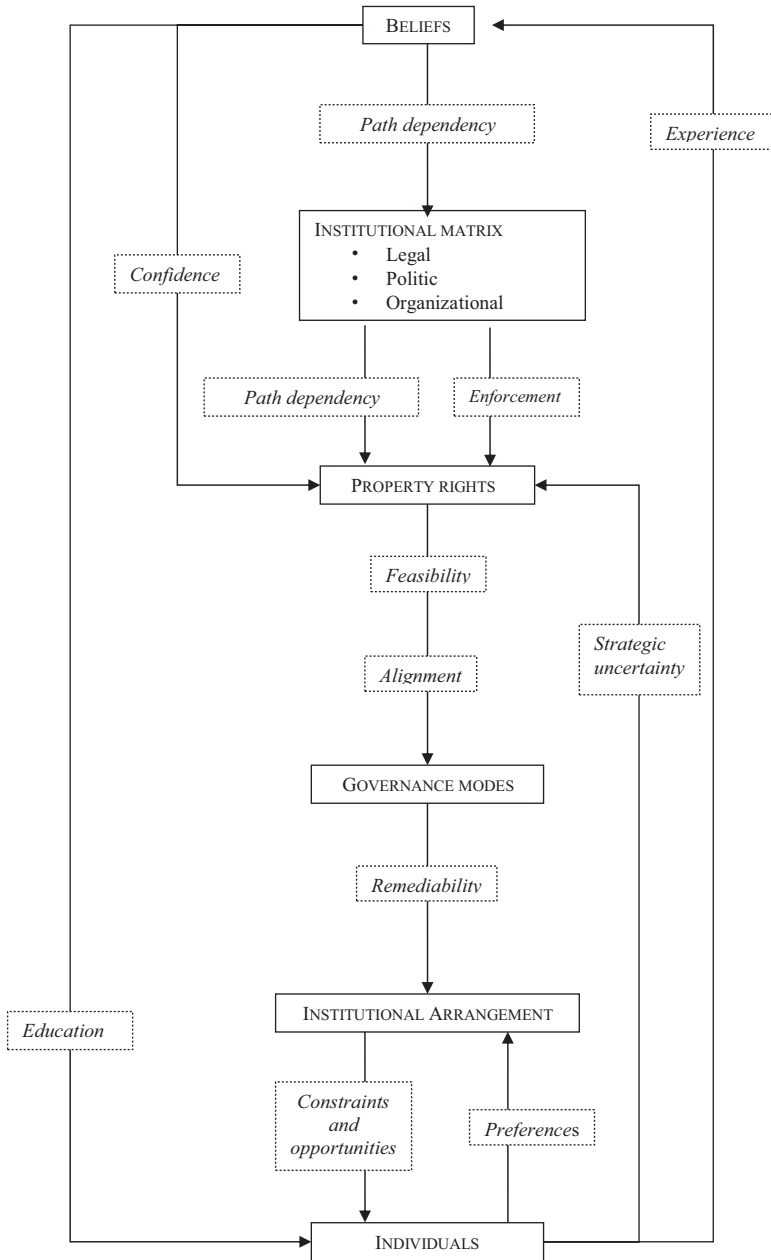 BELIEFS
Path dependency
Experience
INSTITUTIONAL MATRIX
• Legal
• Politic
• Organizational
Confidence
Path dependency
Enforcement
PROPERTY RIGHTS
Feasibility
Strategic
uncertainty
Alignment
GOVERNANCE MODES
Remediability
INSTITUTIONAL ARRANGEMENT
Education
Constraints
and
opportunities
Preferences
INDIVIDUALS